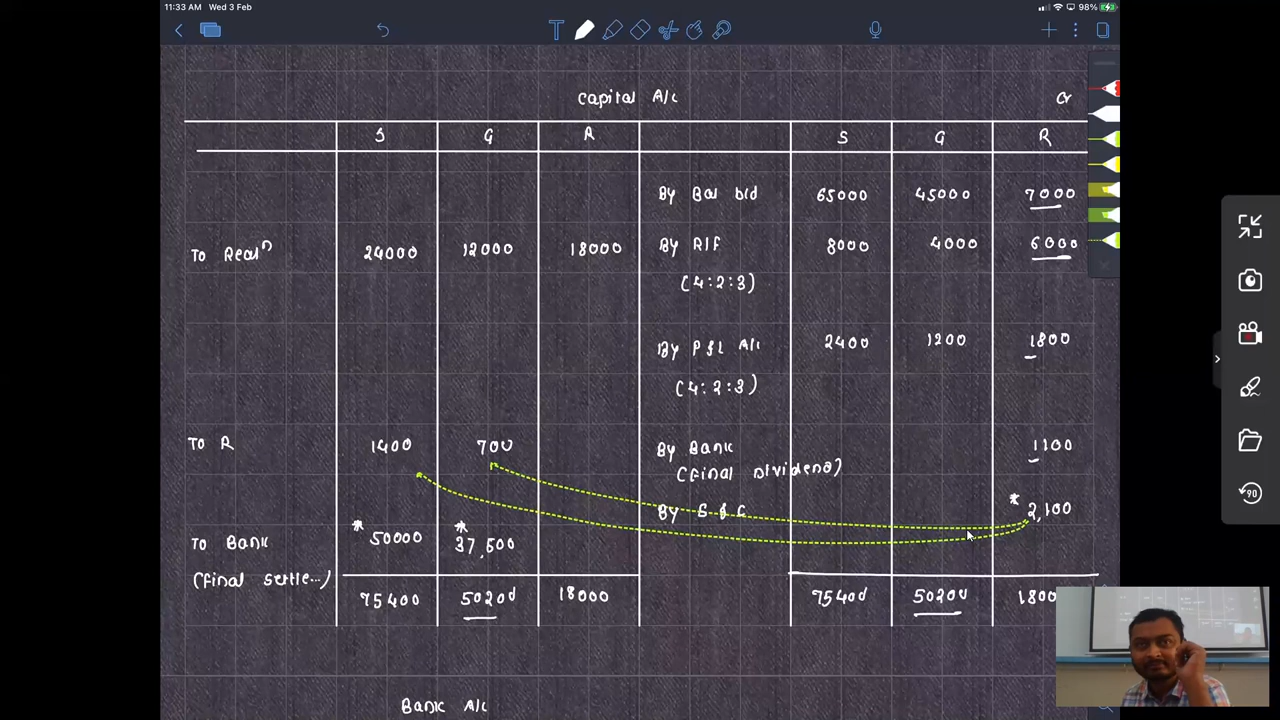 11:33 AM Wed 3 Feb
98%
Capital A/c
Cr
S G R S G R
By Bal b/d 65000 45000 7000
To Realⁿ 24000 12000 18000 By R/F 8000 4000 6000
(4:2:3)
By P&L A/c 2400 1200 1800
(4:2:3)
To R 1400 700 By Bank 1100
(Final Dividend)
By S & G * 2,100
To Bank * 50000 * 37,500
(Final settle...) 75400 50200 18000 75400 50200 1800
Bank A/c
90